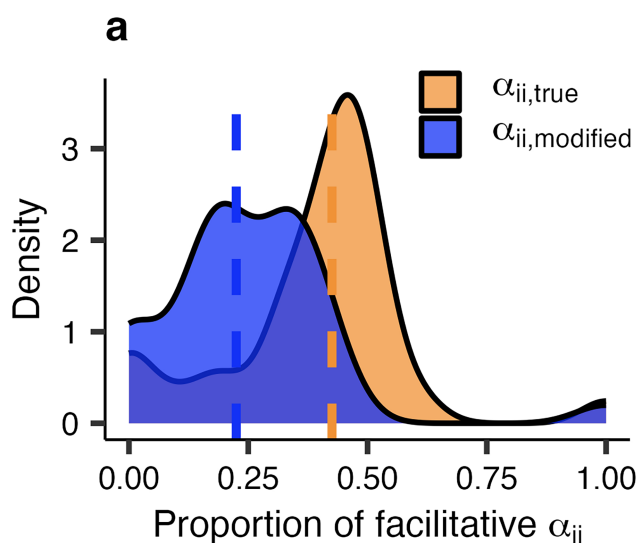 a
α_ii,true
α_ii,modified
Density
3
2
1
0
0.00 0.25 0.50 0.75 1.00
Proportion of facilitative α_ij